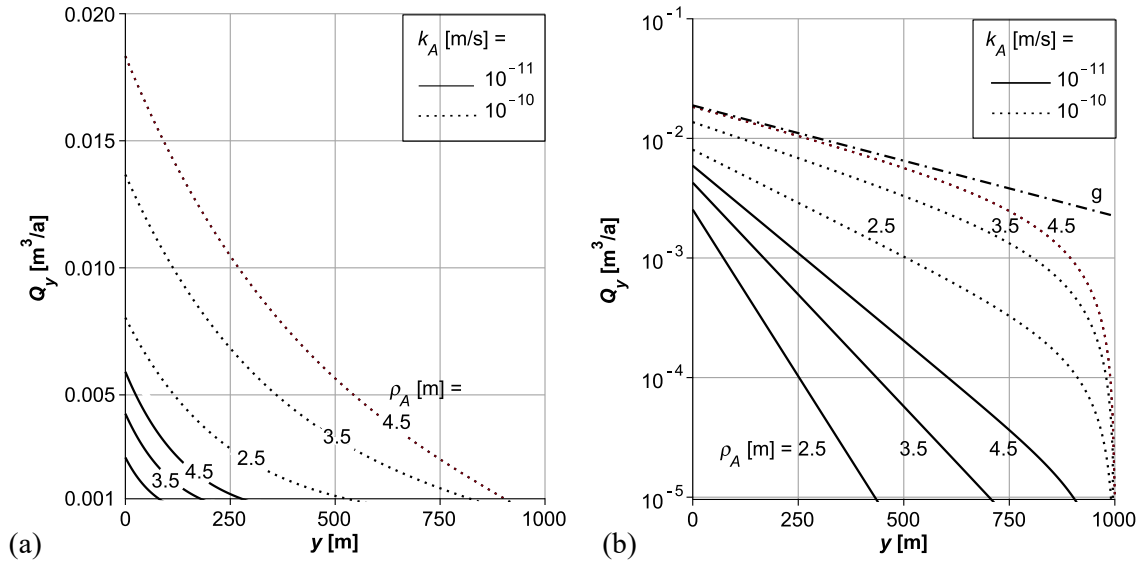 0.020
0.015
0.010
0.005
0.001
Q_y [m³/a]
k_A [m/s] =
10⁻¹¹
10⁻¹⁰
ρ_A [m] =
4.5
3.5
2.5
4.5
3.5
0 250 500 750 1000
y [m]
(a)
10⁻¹
10⁻²
10⁻³
10⁻⁴
10⁻⁵
Q_y [m³/a]
k_A [m/s] =
10⁻¹¹
10⁻¹⁰
g
2.5 3.5 4.5
ρ_A [m] = 2.5 3.5 4.5
0 250 500 750 1000
y [m]
(b)